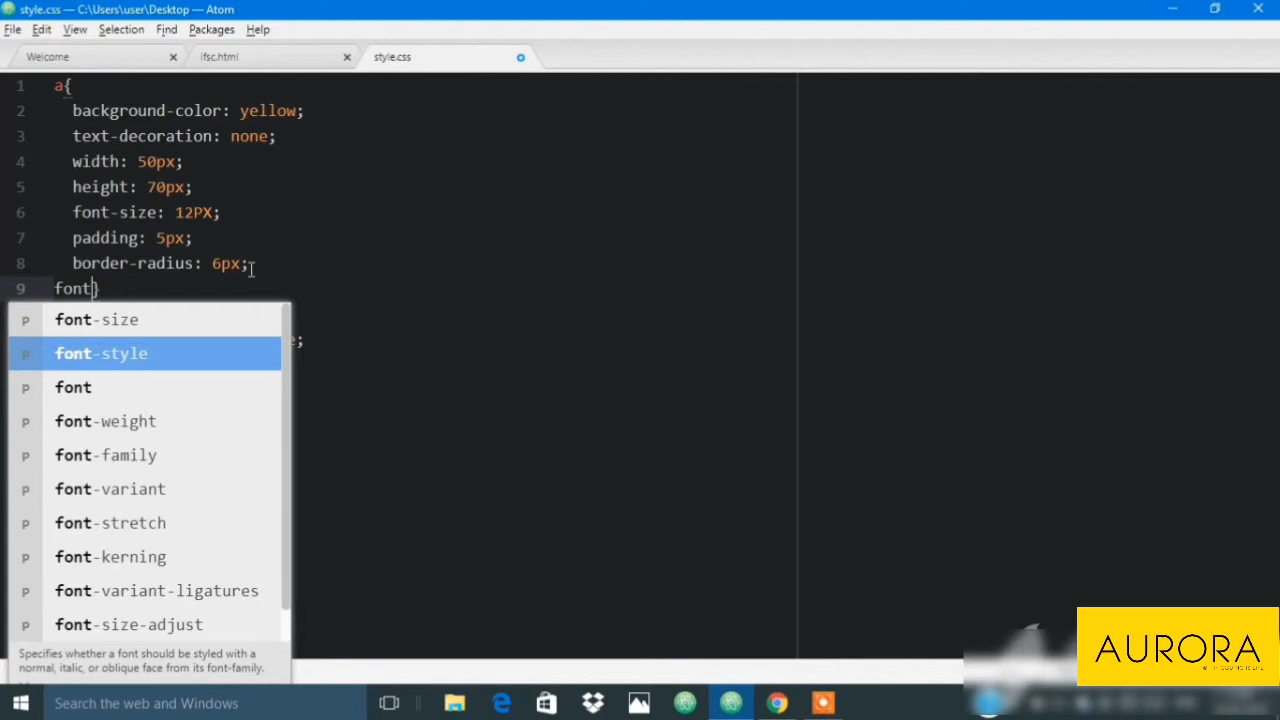 style.css — C:\Users\user\Desktop — Atom
File Edit View Selection Find Packages Help
Welcome ifsc.html style.css
1 a{
2 background-color: yellow;
3 text-decoration: none;
4 width: 50px;
5 height: 70px;
6 font-size: 12PX;
7 padding: 5px;
8 border-radius: 6px;
9 font}
p font-size
e;
p font-style
p font
p font-weight
p font-family
p font-variant
p font-stretch
p font-kerning
p font-variant-ligatures
p font-size-adjust
Specifies whether a font should be styled with a
normal, italic, or oblique face from its font-family.
AURORA
Search the web and Windows